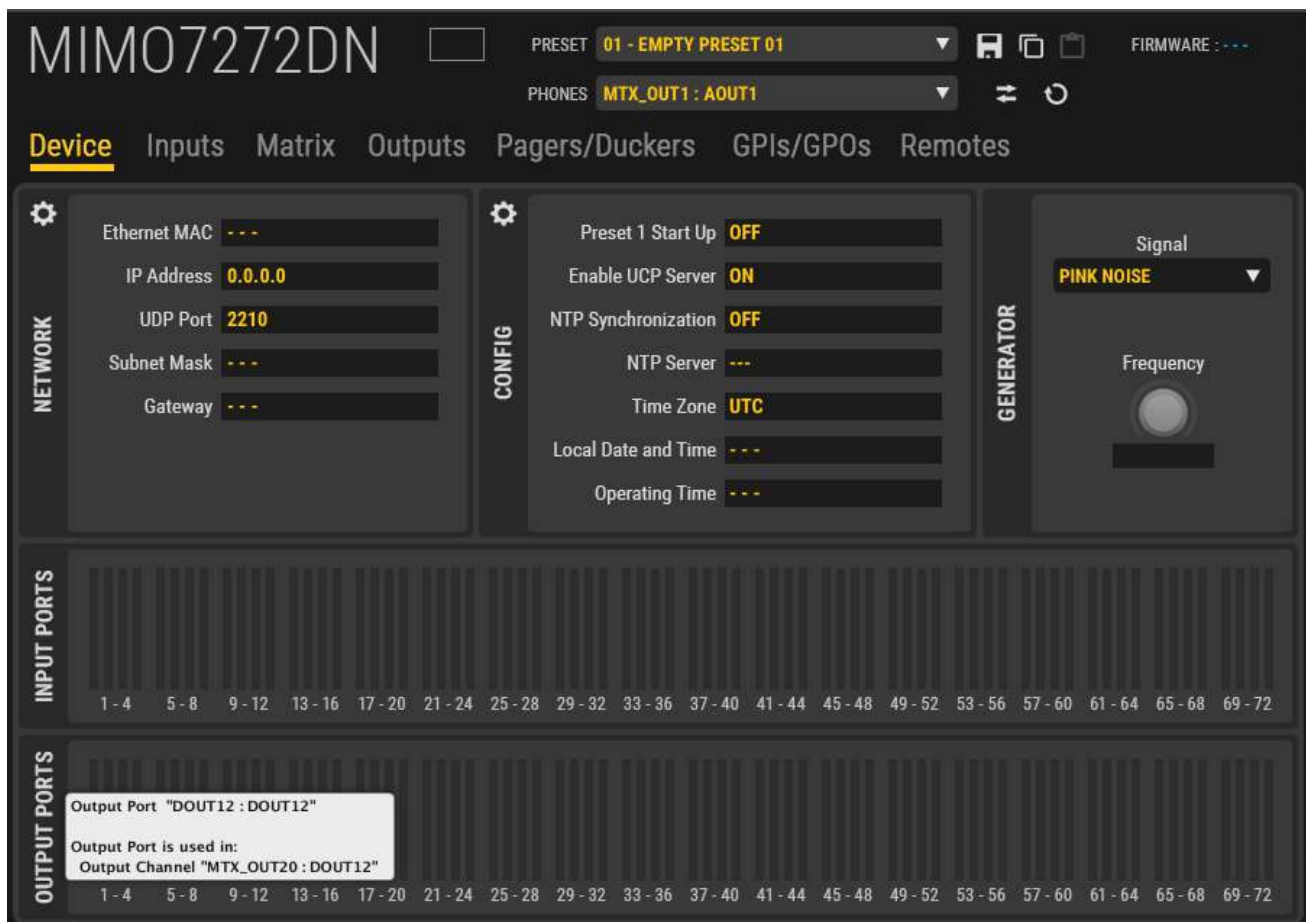 MIMO7272DN
PRESET 01 - EMPTY PRESET 01
FIRMWARE : - - -
PHONES MTX_OUT1 : AOUT1
Device Inputs Matrix Outputs Pagers/Duckers GPIs/GPOs Remotes
NETWORK
Ethernet MAC - - -
IP Address 0.0.0.0
UDP Port 2210
Subnet Mask - - -
Gateway - - -
CONFIG
Preset 1 Start Up OFF
Enable UCP Server ON
NTP Synchronization OFF
NTP Server ---
Time Zone UTC
Local Date and Time - - -
Operating Time - - -
GENERATOR
Signal
PINK NOISE
Frequency
INPUT PORTS
1 - 4 5 - 8 9 - 12 13 - 16 17 - 20 21 - 24 25 - 28 29 - 32 33 - 36 37 - 40 41 - 44 45 - 48 49 - 52 53 - 56 57 - 60 61 - 64 65 - 68 69 - 72
OUTPUT PORTS
Output Port "DOUT12 : DOUT12"
Output Port is used in:
Output Channel "MTX_OUT20 : DOUT12"
1 - 4 5 - 8 9 - 12 13 - 16 17 - 20 21 - 24 25 - 28 29 - 32 33 - 36 37 - 40 41 - 44 45 - 48 49 - 52 53 - 56 57 - 60 61 - 64 65 - 68 69 - 72